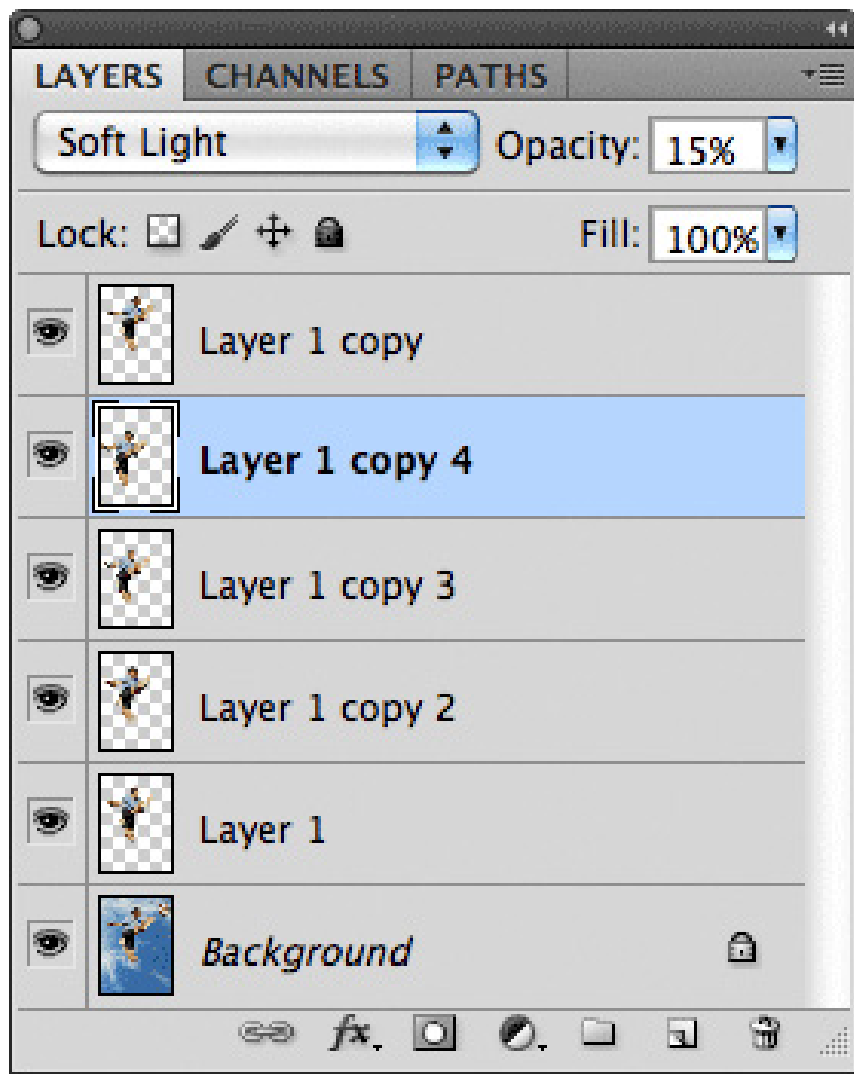 LAYERS CHANNELS PATHS
Soft Light Opacity: 15%
Lock: Fill: 100%
Layer 1 copy
Layer 1 copy 4
Layer 1 copy 3
Layer 1 copy 2
Layer 1
Background
fx.